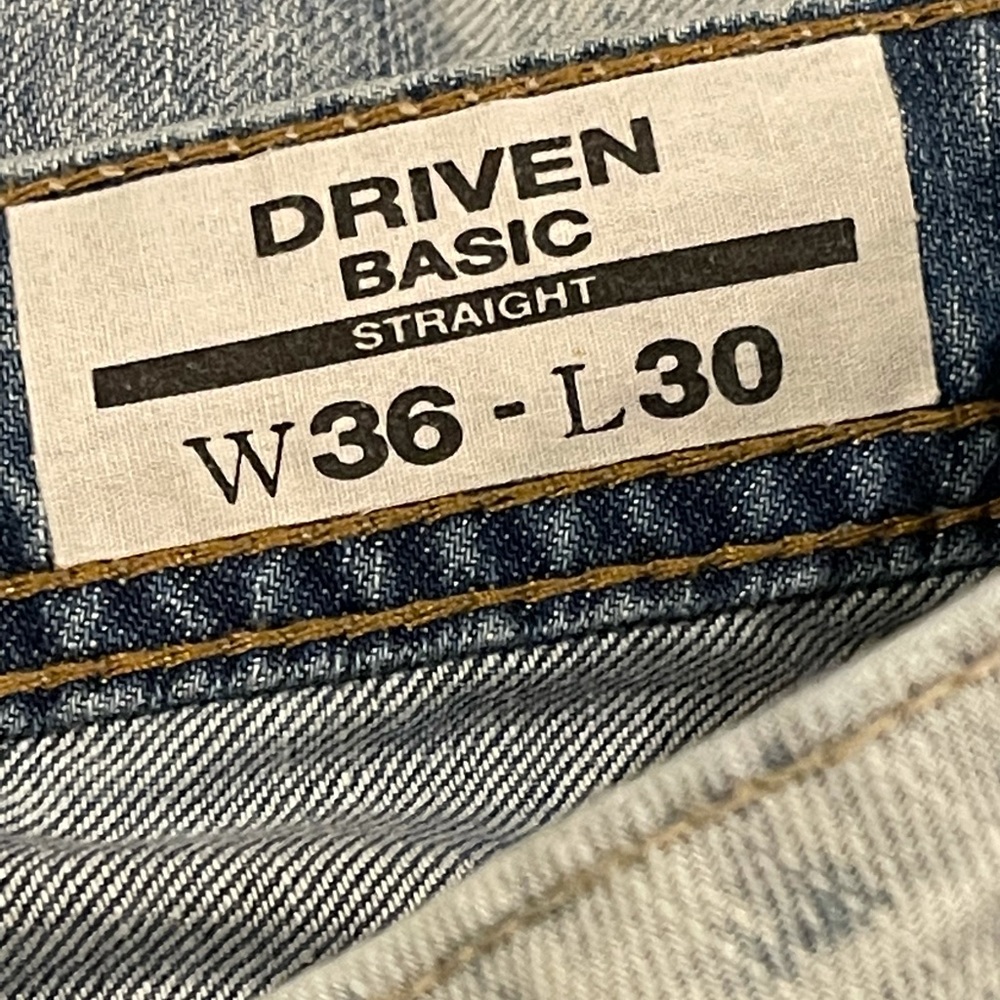 DRIVEN
BASIC
STRAIGHT
W36 - L30